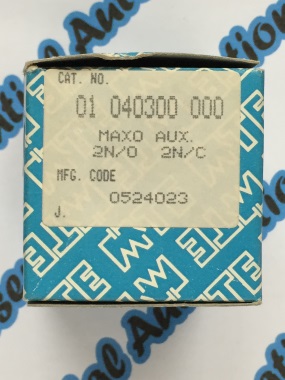 CAT. NO.
01 040300 000
MAXO AUX.
2N/O 2N/C
MFG. CODE
0524023
J.